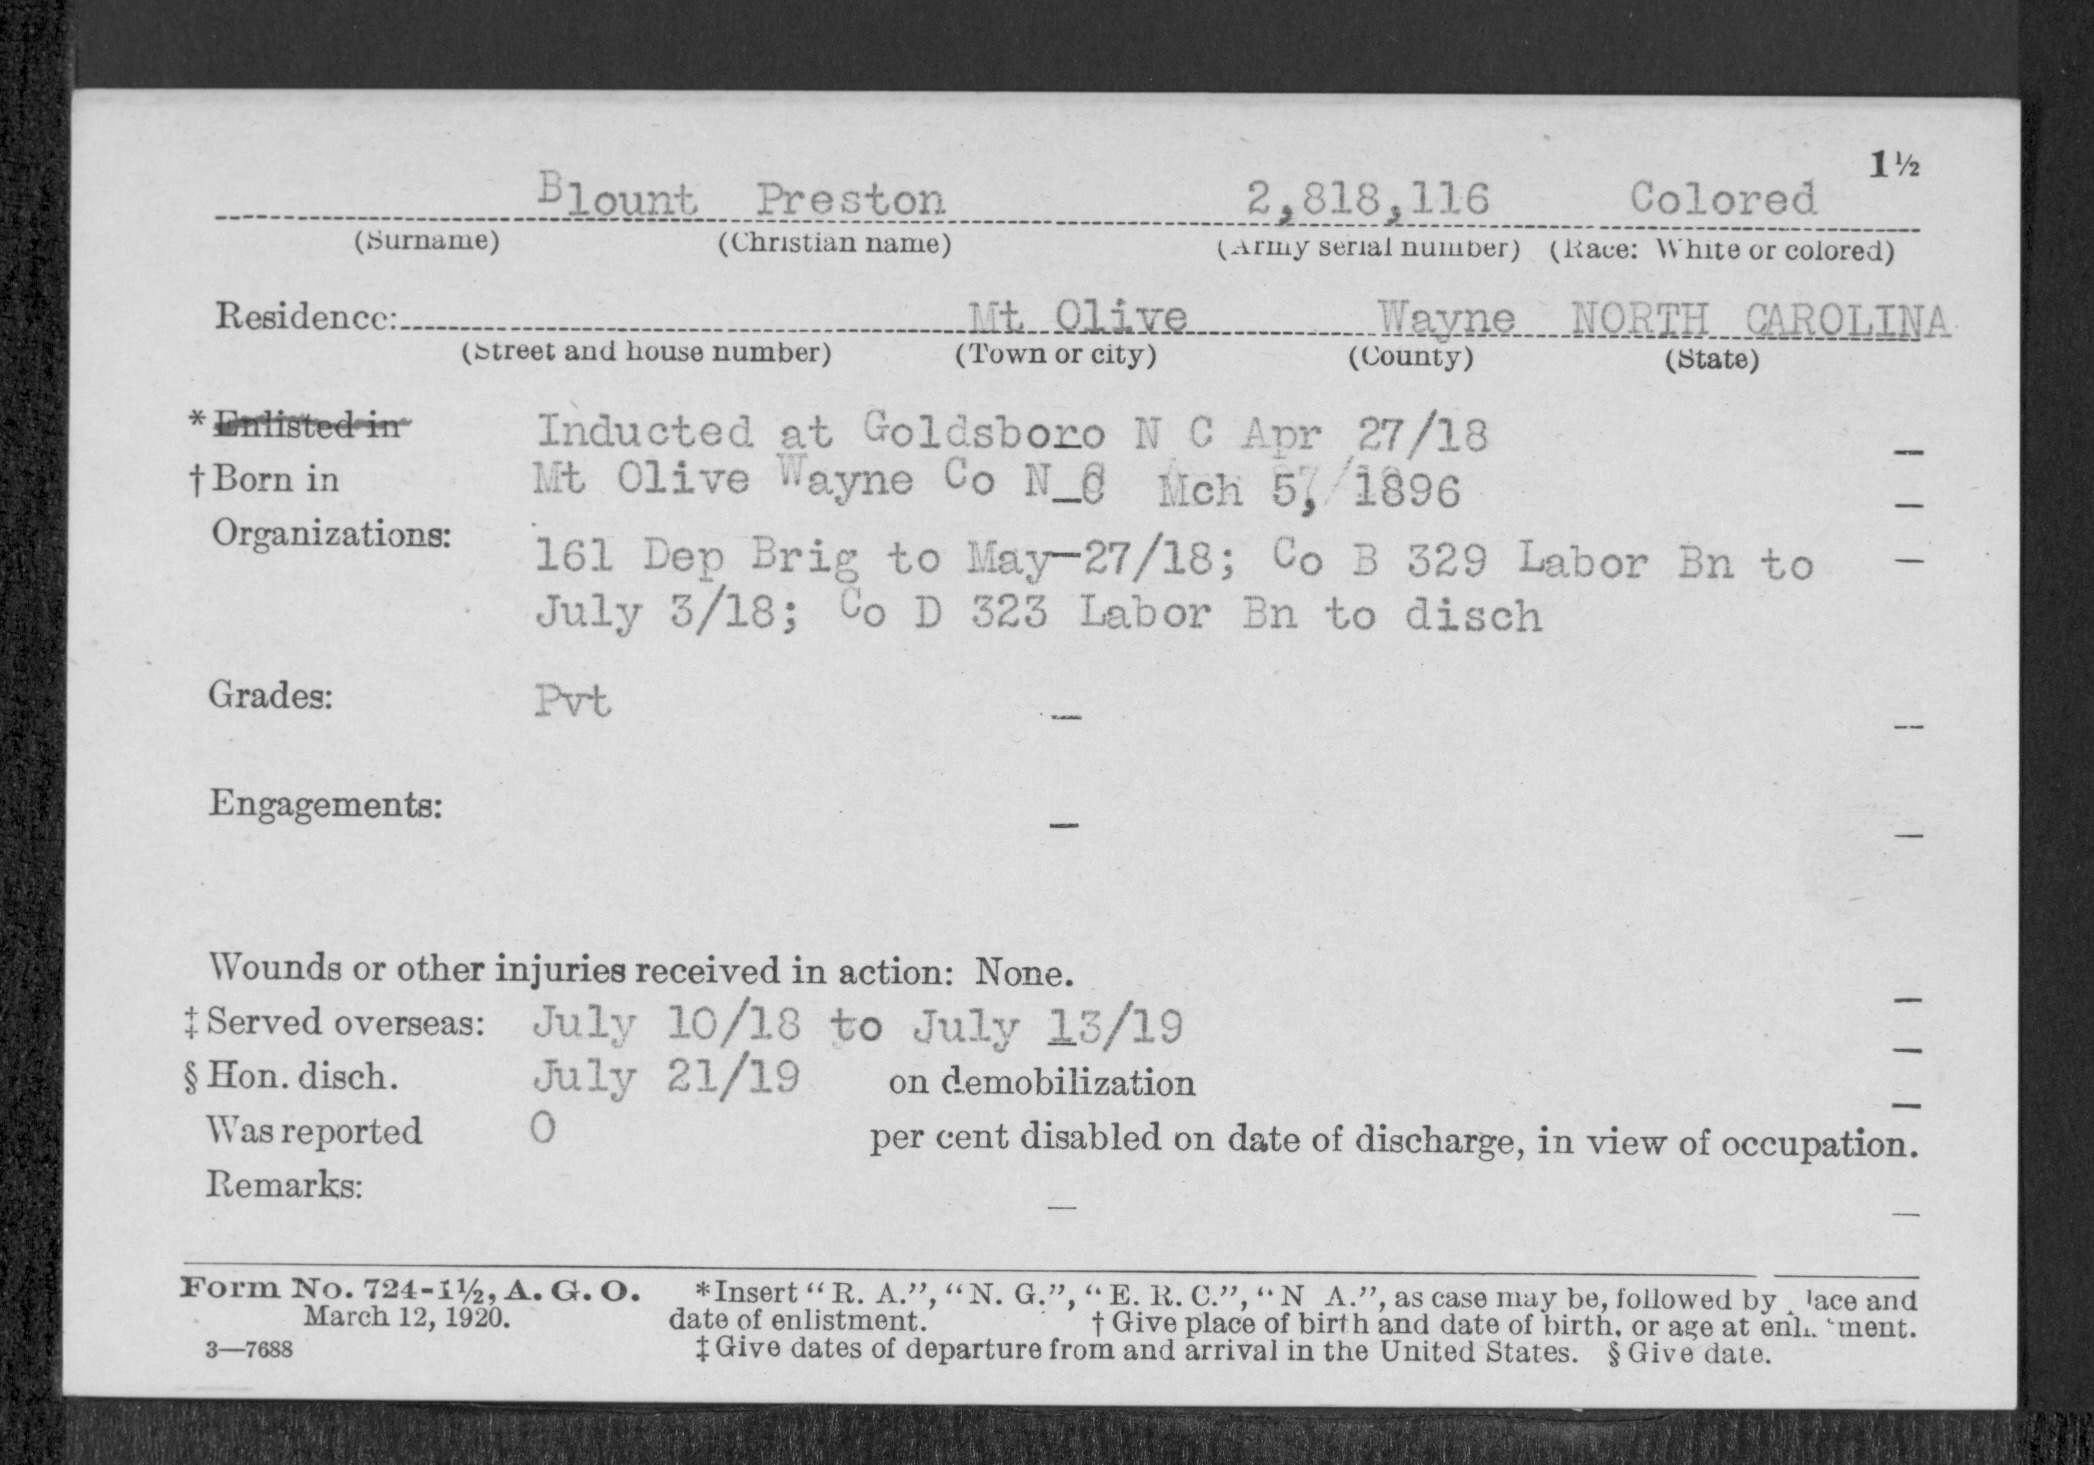 1½
Blount Preston 2,818,116 Colored
(Surname) (Christian name) (Army serial number) (Race: White or colored)
Residence: Mt Olive Wayne NORTH CAROLINA
(Street and house number) (Town or city) (County) (State)
* Enlisted in Inducted at Goldsboro N C Apr 27/18 —
† Born in Mt Olive Wayne Co N C Mch 5, 1896 —
Organizations: 161 Dep Brig to May—27/18; Co B 329 Labor Bn to —
July 3/18; Co D 323 Labor Bn to disch
Grades: Pvt — —
Engagements: — —
Wounds or other injuries received in action: None. —
‡ Served overseas: July 10/18 to July 13/19 —
§ Hon. disch. July 21/19 on demobilization —
Was reported 0 per cent disabled on date of discharge, in view of occupation.
Remarks: — —
Form No. 724-1½, A. G. O. *Insert "R. A.", "N. G.", "E. R. C.", "N A.", as case may be, followed by and
March 12, 1920. date of enlistment. † Give place of birth and date of birth, or age at
3—7688 ‡ Give dates of departure from and arrival in the United States. § Give date.